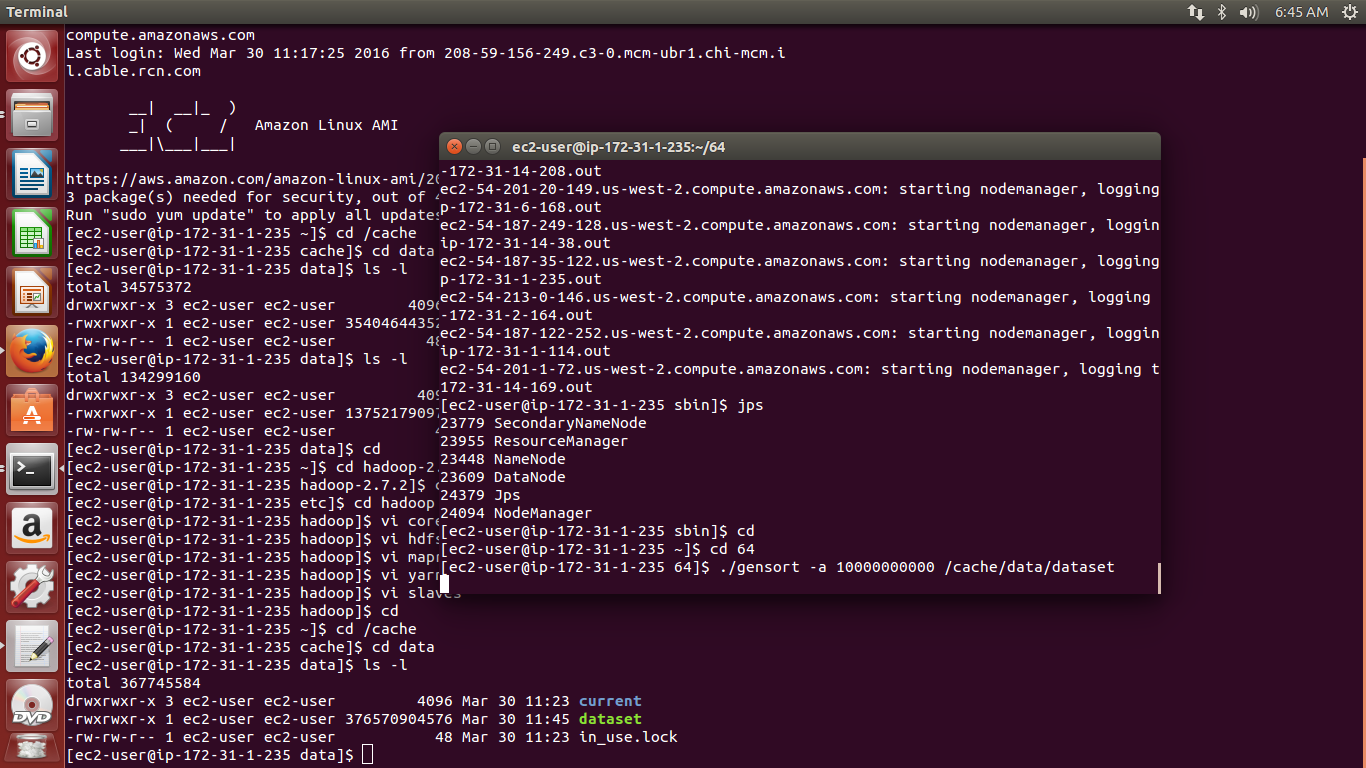 Terminal
6:45 AM
compute.amazonaws.com
Last login: Wed Mar 30 11:17:25 2016 from 208-59-156-249.c3-0.mcm-ubr1.chi-mcm.i
l.cable.rcn.com
__|  __|_  )
_|  (     /   Amazon Linux AMI
___|\___|___|
https://aws.amazon.com/amazon-linux-ami/
3 package(s) needed for security, out of
Run "sudo yum update" to apply all updates
[ec2-user@ip-172-31-1-235 ~]$ cd /cache
[ec2-user@ip-172-31-1-235 cache]$ cd data
[ec2-user@ip-172-31-1-235 data]$ ls -l
total 34575372
drwxrwxr-x 3 ec2-user ec2-user        4096
-rwxrwxr-x 1 ec2-user ec2-user 35404644352
-rw-rw-r-- 1 ec2-user ec2-user          48
[ec2-user@ip-172-31-1-235 data]$ ls -l
total 134299160
drwxrwxr-x 3 ec2-user ec2-user         409
-rwxrwxr-x 1 ec2-user ec2-user 13752179097
-rw-rw-r-- 1 ec2-user ec2-user
[ec2-user@ip-172-31-1-235 data]$ cd
[ec2-user@ip-172-31-1-235 ~]$ cd hadoop-2.
[ec2-user@ip-172-31-1-235 hadoop-2.7.2]$
[ec2-user@ip-172-31-1-235 etc]$ cd hadoop
[ec2-user@ip-172-31-1-235 hadoop]$ vi core
[ec2-user@ip-172-31-1-235 hadoop]$ vi hdfs
[ec2-user@ip-172-31-1-235 hadoop]$ vi mapr
[ec2-user@ip-172-31-1-235 hadoop]$ vi yarn
[ec2-user@ip-172-31-1-235 hadoop]$ vi slaves
[ec2-user@ip-172-31-1-235 hadoop]$ cd
[ec2-user@ip-172-31-1-235 ~]$ cd /cache
[ec2-user@ip-172-31-1-235 cache]$ cd data
[ec2-user@ip-172-31-1-235 data]$ ls -l
total 367745584
drwxrwxr-x 3 ec2-user ec2-user         4096 Mar 30 11:23 current
-rwxrwxr-x 1 ec2-user ec2-user 376570904576 Mar 30 11:45 dataset
-rw-rw-r-- 1 ec2-user ec2-user           48 Mar 30 11:23 in_use.lock
[ec2-user@ip-172-31-1-235 data]$
ec2-user@ip-172-31-1-235:~/64
-172-31-14-208.out
ec2-54-201-20-149.us-west-2.compute.amazonaws.com: starting nodemanager, logging
p-172-31-6-168.out
ec2-54-187-249-128.us-west-2.compute.amazonaws.com: starting nodemanager, loggin
ip-172-31-14-38.out
ec2-54-187-35-122.us-west-2.compute.amazonaws.com: starting nodemanager, logging
p-172-31-1-235.out
ec2-54-213-0-146.us-west-2.compute.amazonaws.com: starting nodemanager, logging
-172-31-2-164.out
ec2-54-187-122-252.us-west-2.compute.amazonaws.com: starting nodemanager, loggin
ip-172-31-1-114.out
ec2-54-201-1-72.us-west-2.compute.amazonaws.com: starting nodemanager, logging t
172-31-14-169.out
[ec2-user@ip-172-31-1-235 sbin]$ jps
23779 SecondaryNameNode
23955 ResourceManager
23448 NameNode
23609 DataNode
24379 Jps
24094 NodeManager
[ec2-user@ip-172-31-1-235 sbin]$ cd
[ec2-user@ip-172-31-1-235 ~]$ cd 64
[ec2-user@ip-172-31-1-235 64]$ ./gensort -a 10000000000 /cache/data/dataset